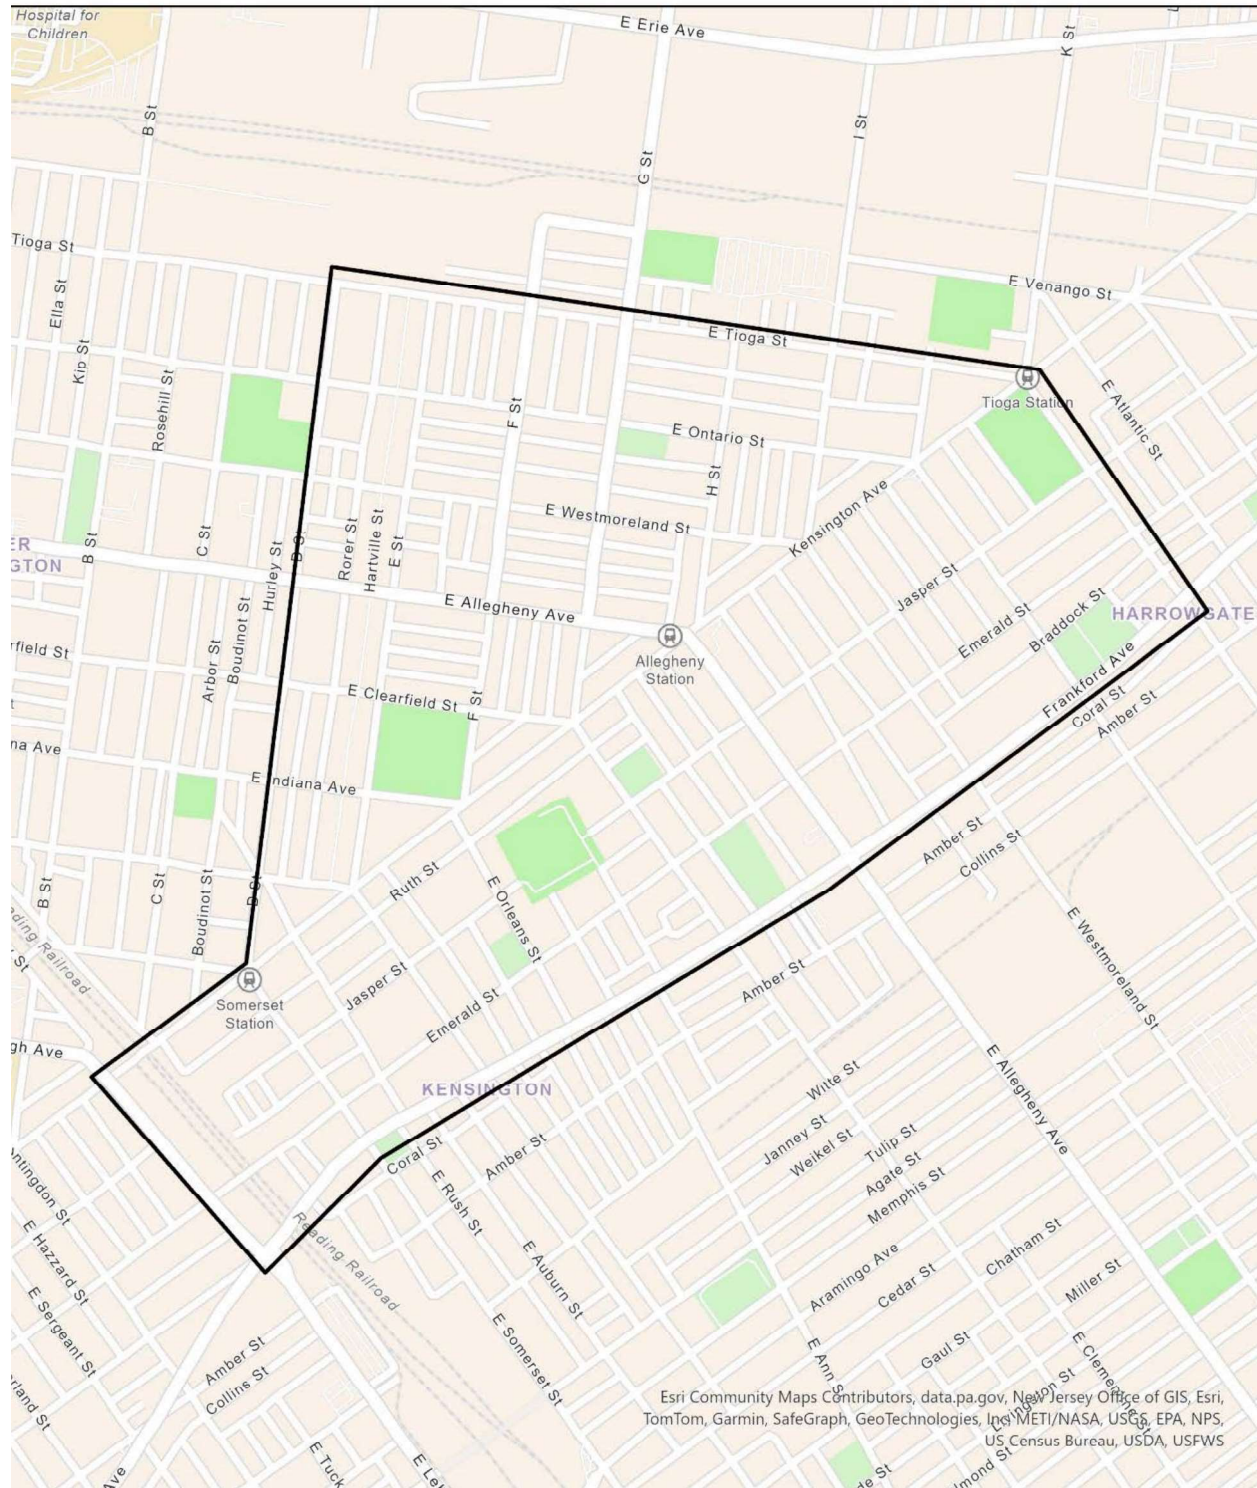 Hospital for
Children
E Erie Ave
K St
B St
I St
G St
Tioga St
E Venango St
Ella St
E Tioga St
Kip St
Tioga Station
E Atlantic St
Rosehill St
F St
E Ontario St
H St
Kensington Ave
E Westmoreland St
B St
C St
Hurley St
D St
Rorer St
Hartville St
E St
Jasper St
E Allegheny Ave
Emerald St
Braddock St
HARROWGATE
Allegheny
Station
Arbor St
Boudinot St
E Clearfield St
F St
Frankford Ave
Coral St
Amber St
E Indiana Ave
Amber St
Collins St
Ruth St
B St
C St
Boudinot St
D St
E Orleans St
E Westmoreland St
Jasper St
Emerald St
Amber St
Somerset
Station
Reading Railroad
KENSINGTON
E Allegheny Ave
Witte St
Coral St
Amber St
Janney St
Weikel St
Tulip St
Agate St
Memphis St
E Rush St
E Hazzard St
Reading Railroad
E Auburn St
Aramingo Ave
Cedar St
Chatham St
Miller St
E Sergeant St
E Somerset St
Amber St
Collins St
E Ann St
Gaul St
E Clementine St
Livingston St
E Tuck
Esri Community Maps Contributors, data.pa.gov, New Jersey Office of GIS, Esri,
TomTom, Garmin, SafeGraph, GeoTechnologies, Inc, METI/NASA, USGS, EPA, NPS,
US Census Bureau, USDA, USFWS